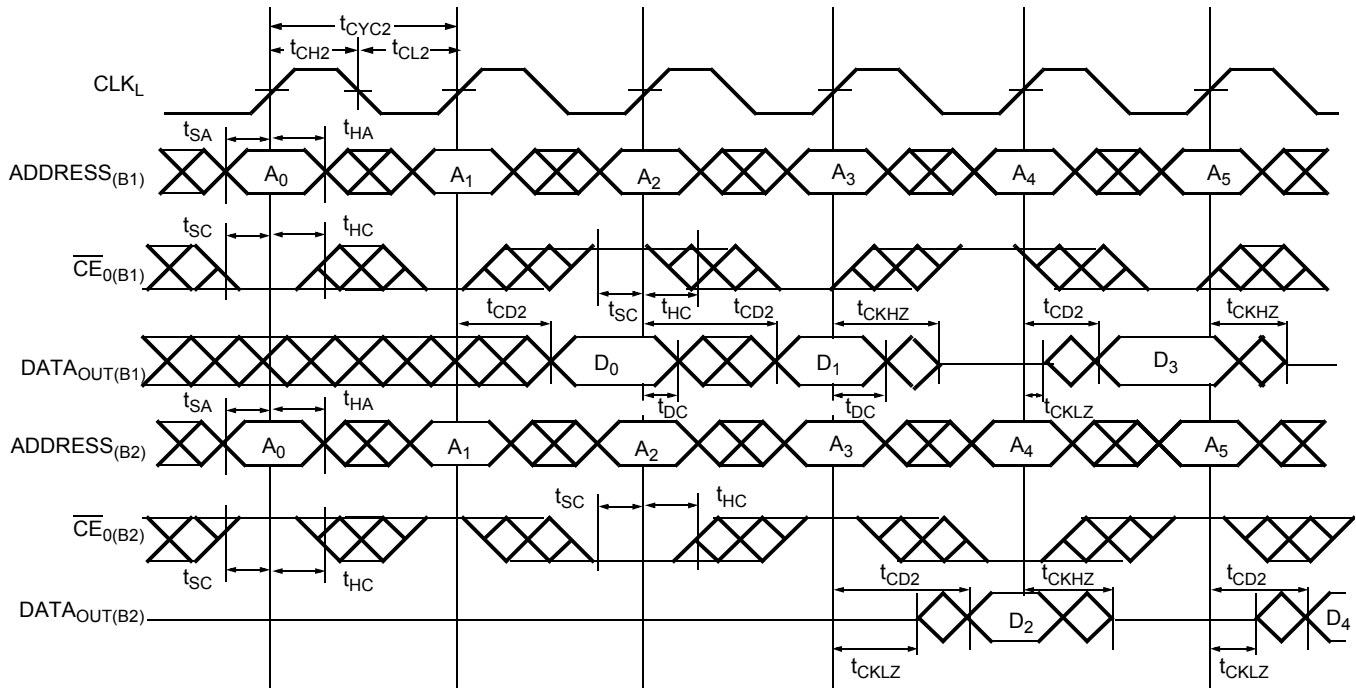 tCYC2
tCH2 tCL2
CLKL
tSA tHA
ADDRESS(B1) A0 A1 A2 A3 A4 A5
tSC tHC
CE0(B1)
tCD2 tSC tHC tCD2 tCKHZ tCD2 tCKHZ
DATAOUT(B1) D0 D1 D3
tSA tHA tDC tDC tCKLZ
ADDRESS(B2) A0 A1 A2 A3 A4 A5
tSC tHC
CE0(B2)
tSC tHC tCD2 tCKHZ tCD2
DATAOUT(B2) D2 D4
tCKLZ tCKLZ